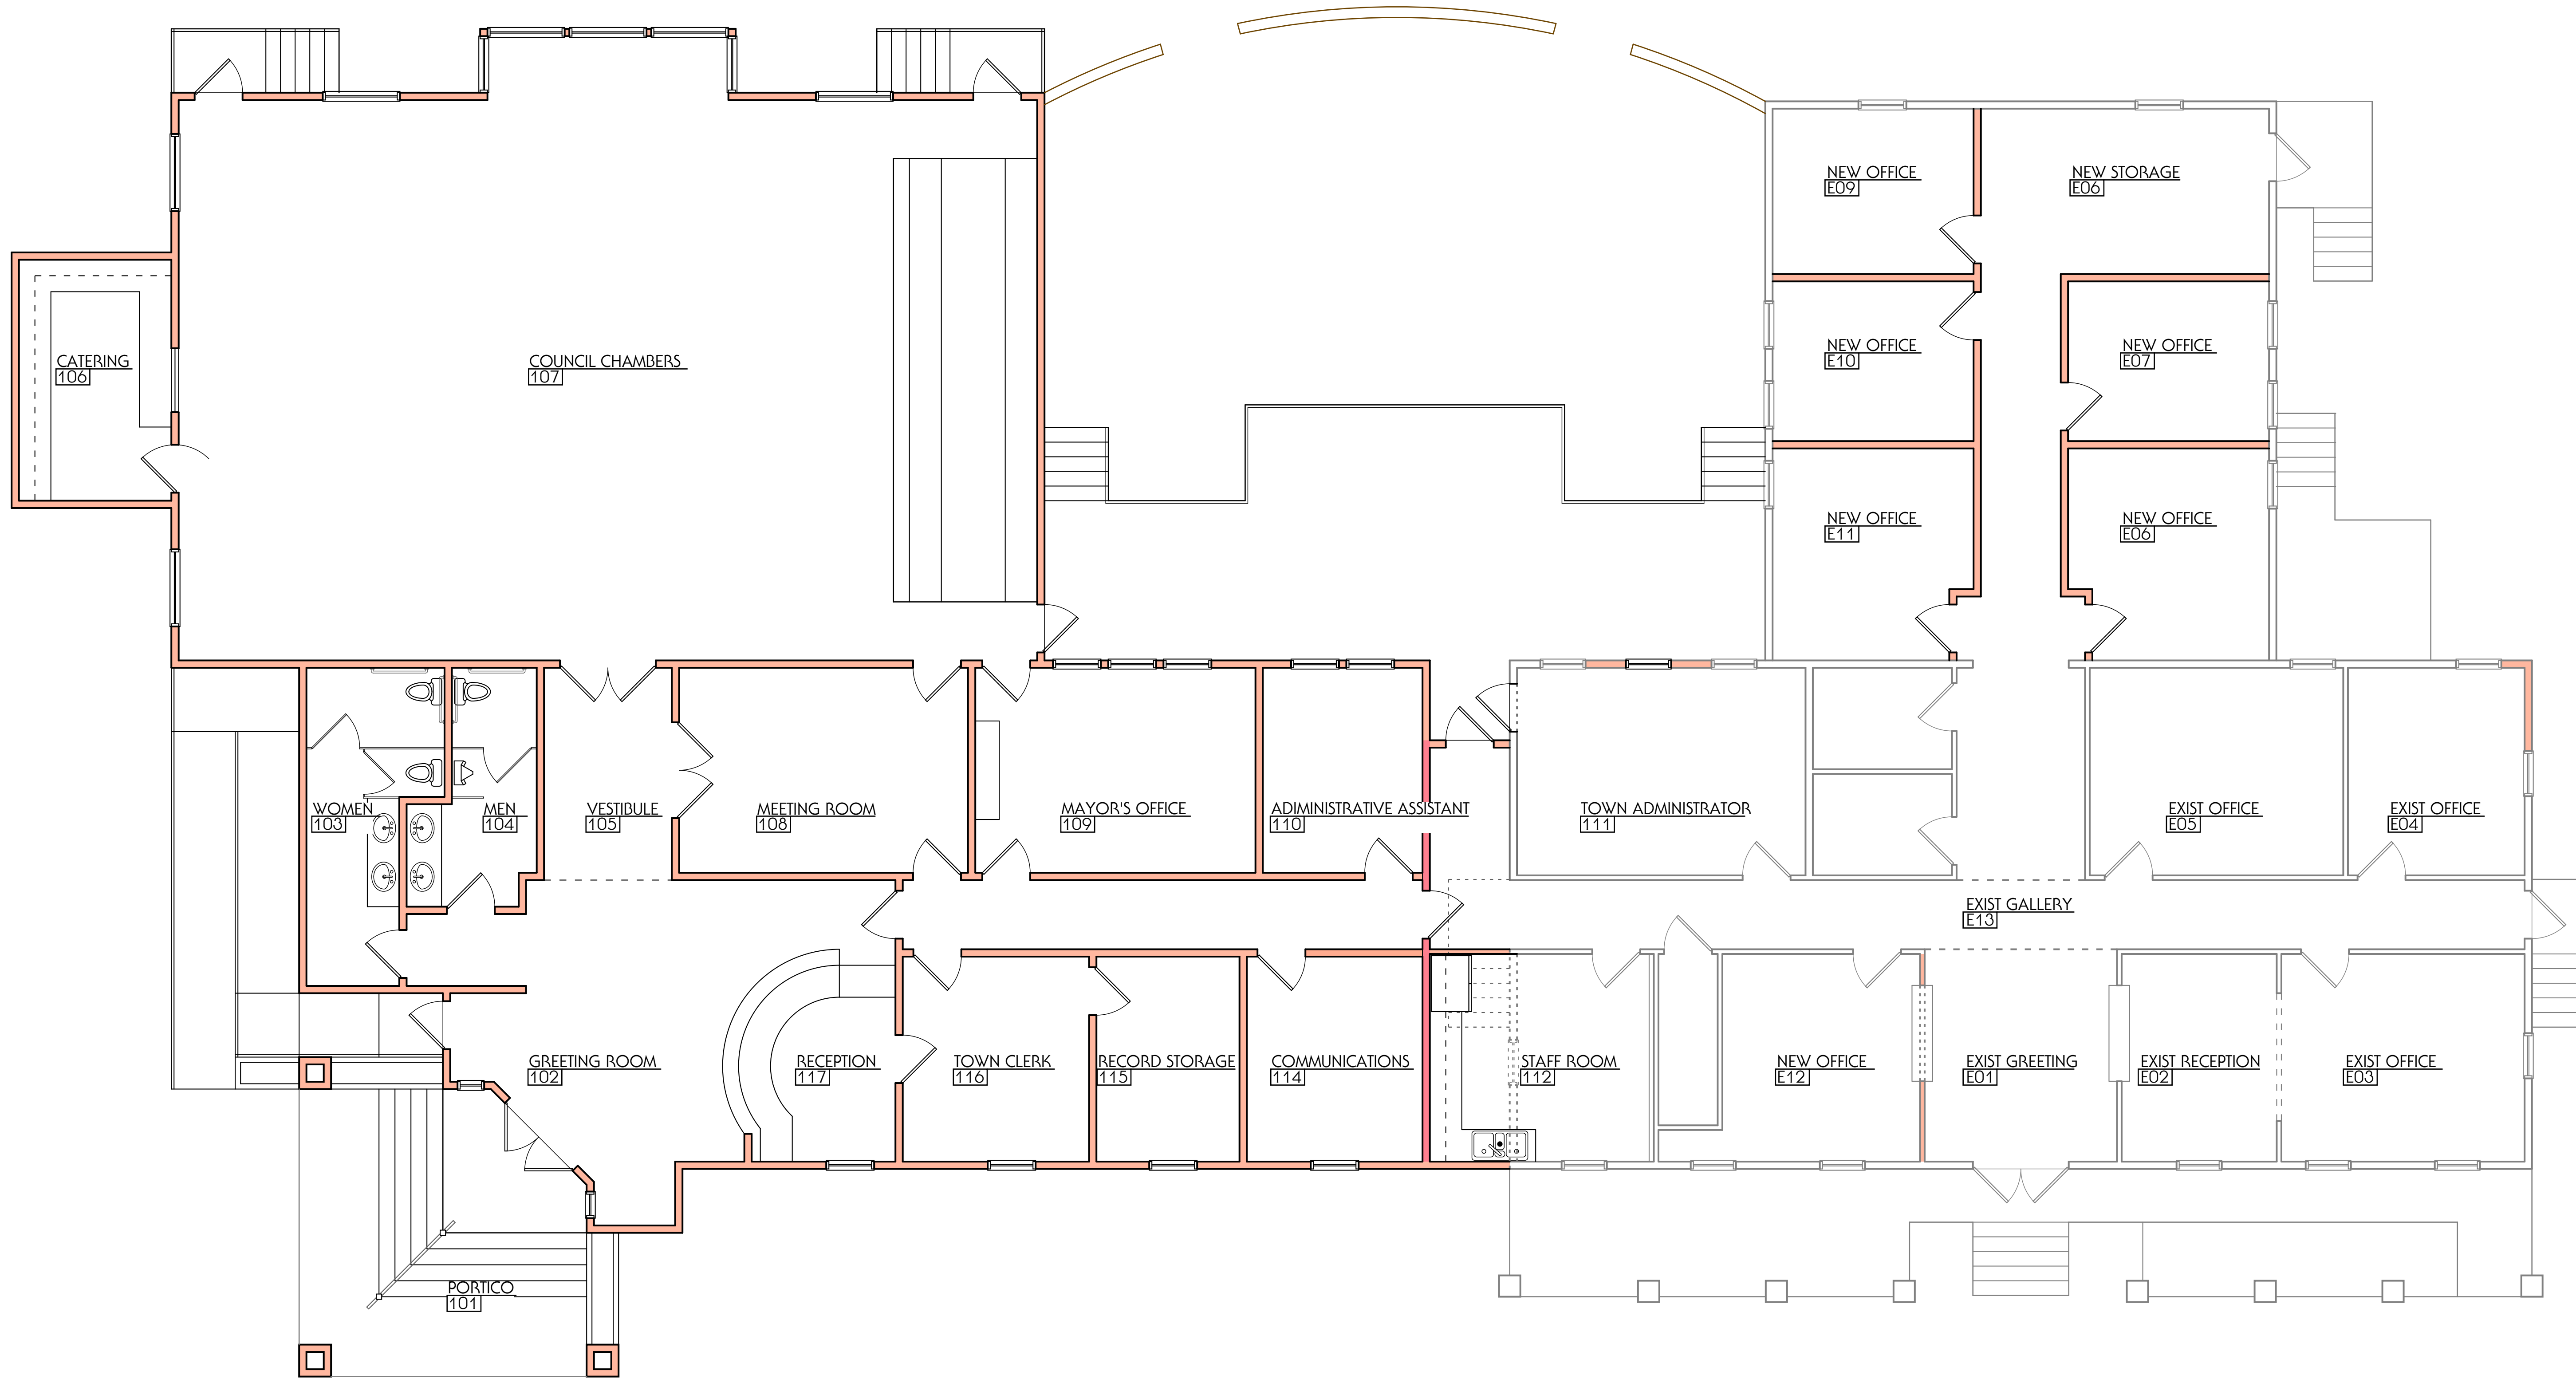 NEW OFFICE
E09
NEW STORAGE
E06
CATERING
106
COUNCIL CHAMBERS
107
NEW OFFICE
E10
NEW OFFICE
E07
NEW OFFICE
E11
NEW OFFICE
E06
WOMEN
103
MEN
104
VESTIBULE
105
MEETING ROOM
108
MAYOR'S OFFICE
109
ADIMINISTRATIVE ASSISTANT
110
TOWN ADMINISTRATOR
111
EXIST OFFICE
E05
EXIST OFFICE
E04
EXIST GALLERY
E13
GREETING ROOM
102
RECEPTION
117
TOWN CLERK
116
RECORD STORAGE
115
COMMUNICATIONS
114
STAFF ROOM
112
NEW OFFICE
E12
EXIST GREETING
E01
EXIST RECEPTION
E02
EXIST OFFICE
E03
PORTICO
101